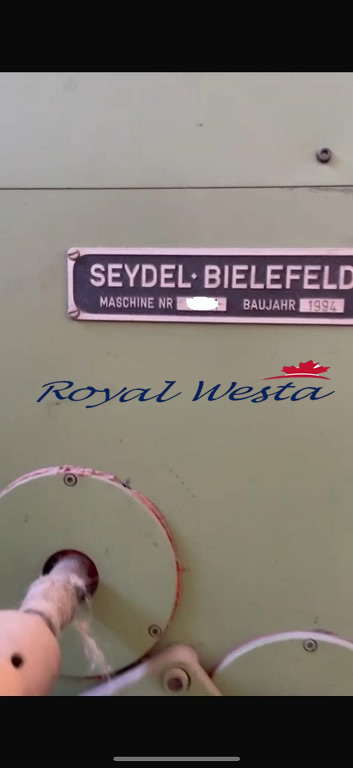 SEYDEL · BIELEFELD
MASCHINE NR BAUJAHR 1994
Royal Westa